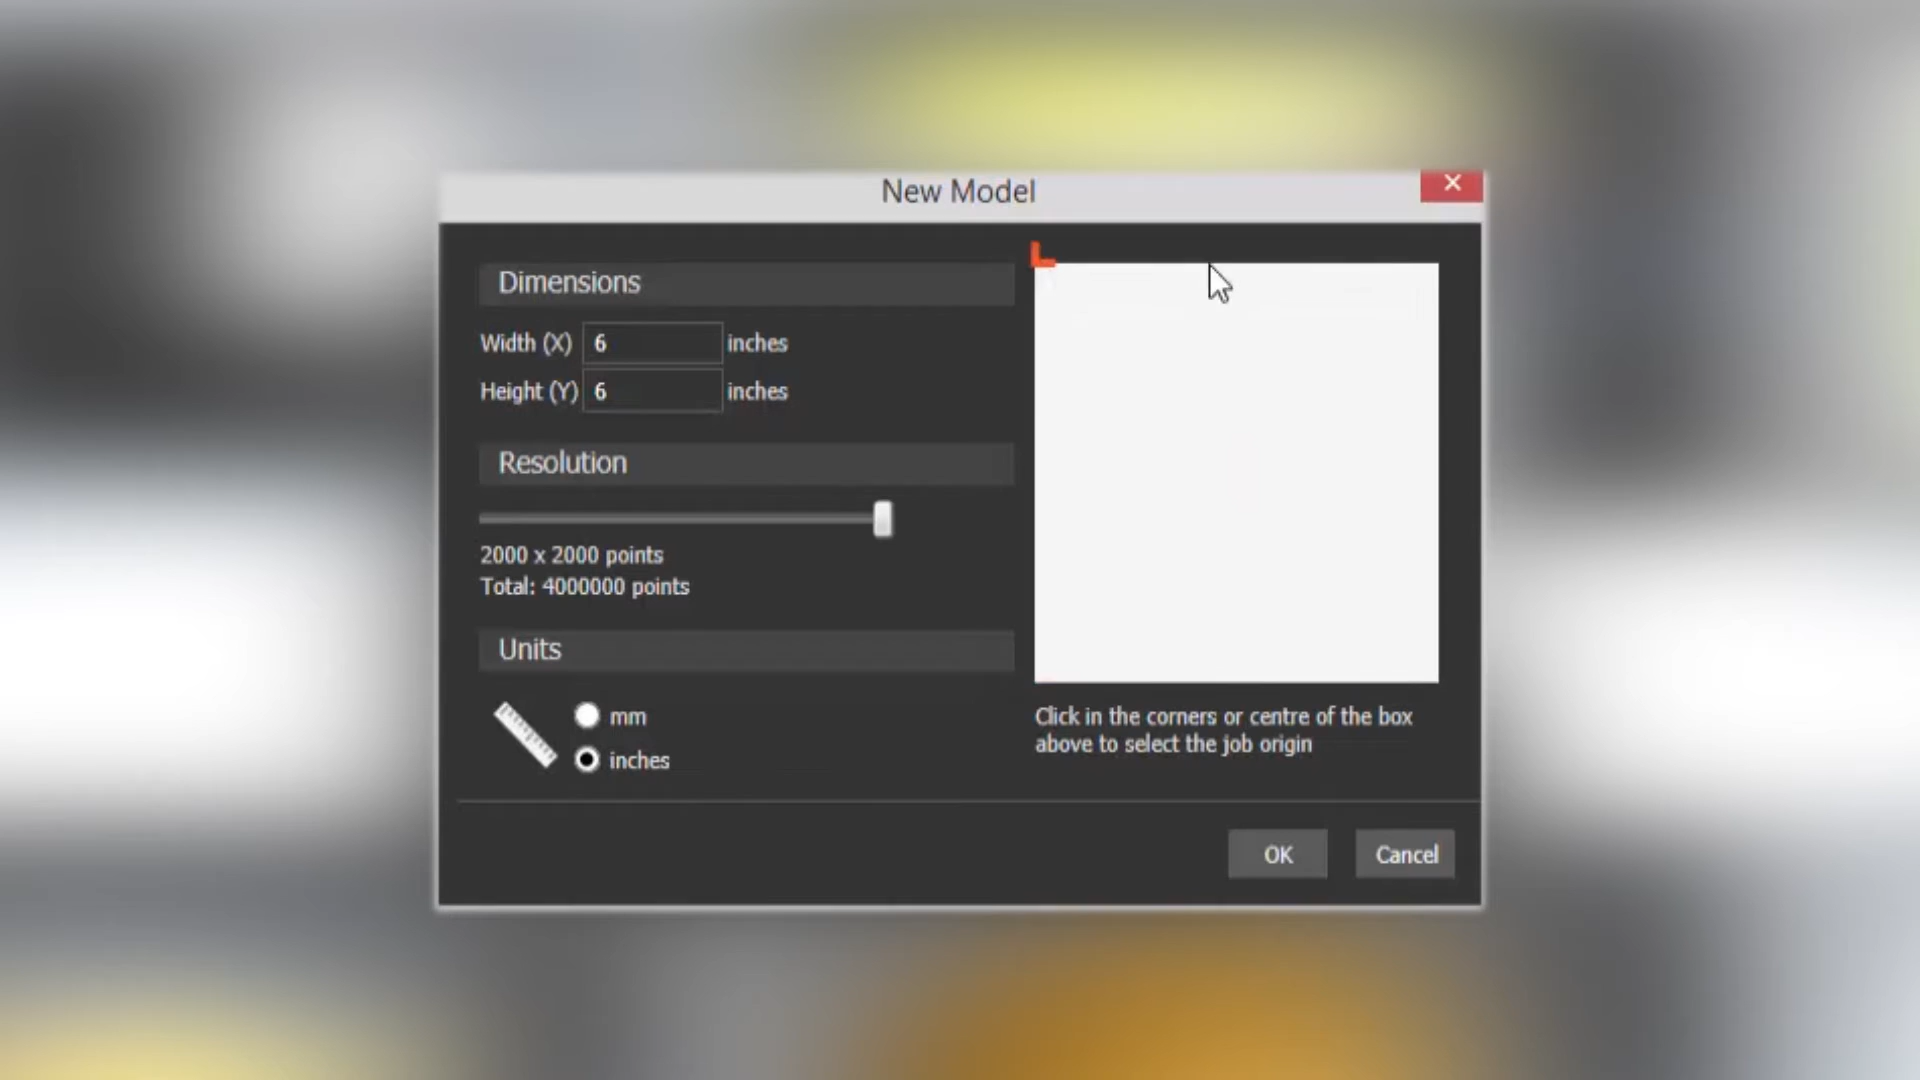 New Model
Dimensions
Width (X) 6 inches
Height (Y) 6 inches
Resolution
2000 x 2000 points
Total: 4000000 points
Units
mm
inches
Click in the corners or centre of the box
above to select the job origin
OK Cancel